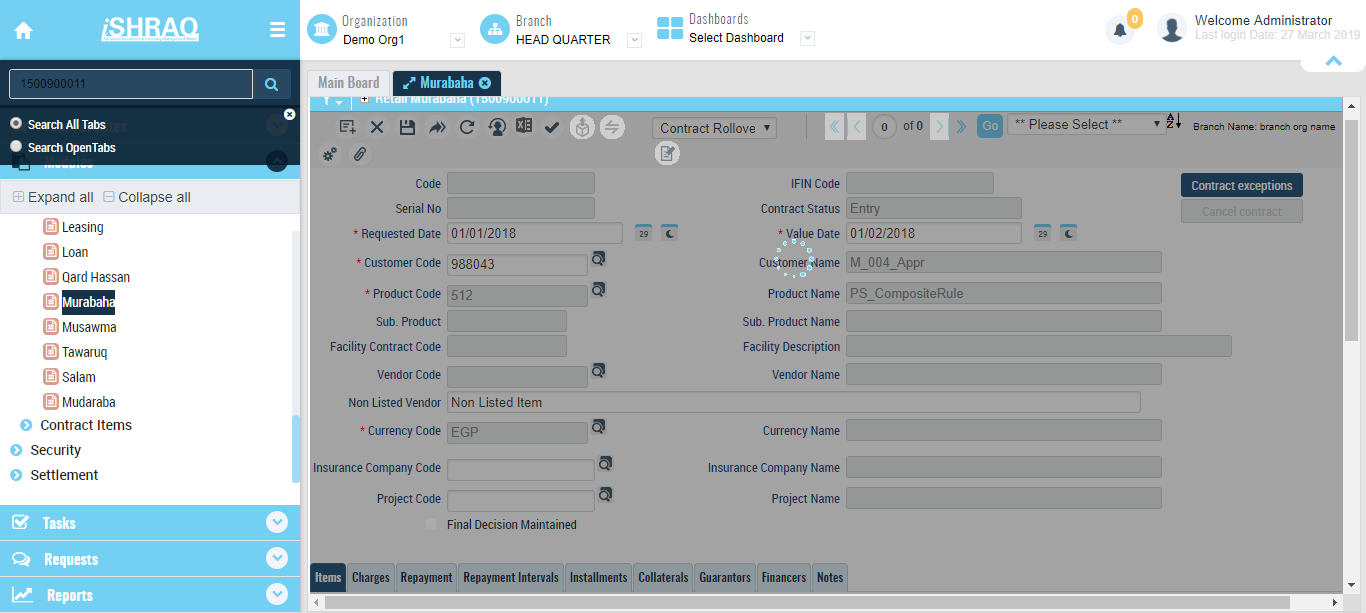 iSHRAQ
Organization
Demo Org1
Branch
HEAD QUARTER
Dashboards
Select Dashboard
0
Welcome Administrator
Last login Date: 27 March 2019
1500900011
Search All Tabs
Search OpenTabs
Modules
Expand all
Collapse all
Leasing
Loan
Qard Hassan
Murabaha
Musawma
Tawaruq
Salam
Mudaraba
Contract Items
Security
Settlement
Tasks
Requests
Reports
Main Board
Murabaha
Retail Murabaha (1500900011)
Contract Rollove
0
of 0
Go
** Please Select **
A
Z
Branch Name: branch org name
Code
IFIN Code
Contract exceptions
Serial No
Contract Status
Entry
Cancel contract
* Requested Date
01/01/2018
29
* Value Date
01/02/2018
29
* Customer Code
988043
Customer Name
M_004_Appr
* Product Code
512
Product Name
PS_CompositeRule
Sub. Product
Sub. Product Name
Facility Contract Code
Facility Description
Vendor Code
Vendor Name
Non Listed Vendor
Non Listed Item
* Currency Code
EGP
Currency Name
Insurance Company Code
Insurance Company Name
Project Code
Project Name
Final Decision Maintained
Items
Charges
Repayment
Repayment Intervals
Installments
Collaterals
Guarantors
Financers
Notes